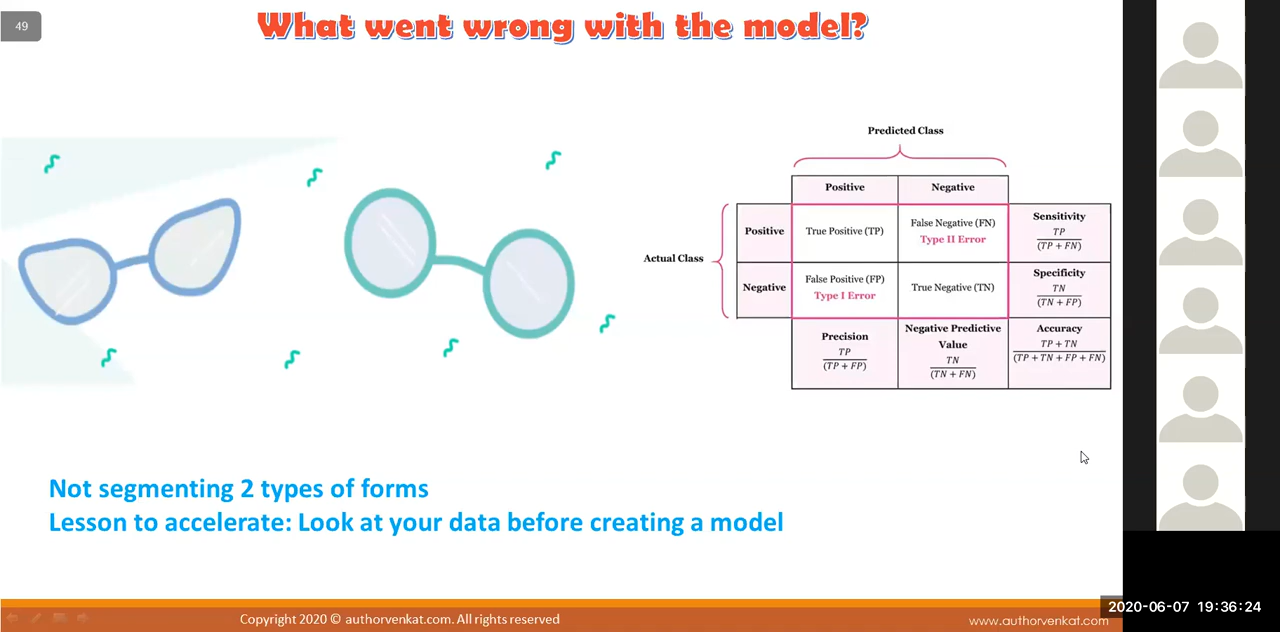 49
What went wrong with the model?
Predicted Class
Positive
Negative
Actual Class
Positive
True Positive (TP)
False Negative (FN)
Type II Error
Sensitivity
TP
(TP + FN)
Negative
False Positive (FP)
Type I Error
True Negative (TN)
Specificity
TN
(TN + FP)
Precision
TP
(TP + FP)
Negative Predictive
Value
TN
(TN + FN)
Accuracy
TP + TN
(TP + TN + FP + FN)
Not segmenting 2 types of forms
Lesson to accelerate: Look at your data before creating a model
Copyright 2020 © authorvenkat.com. All rights reserved
www.authorvenkat.com
2020-06-07 19:36:24